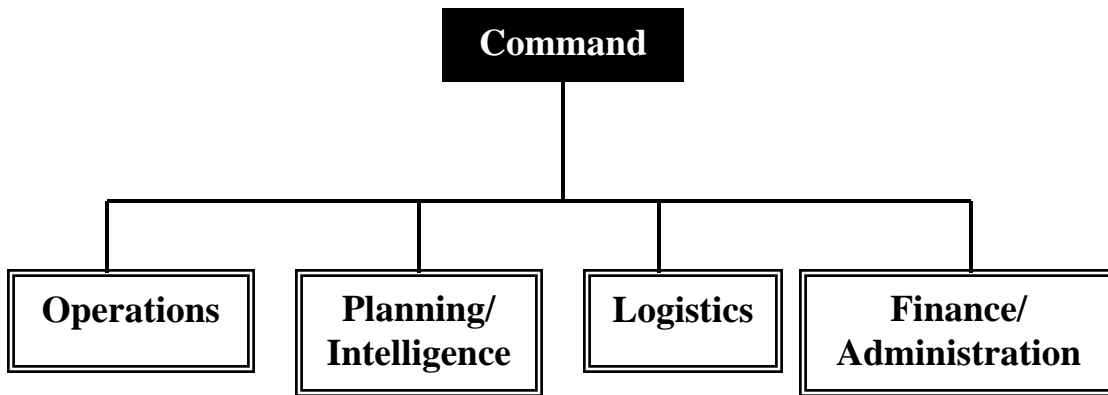 Command
Operations
Planning/
Intelligence
Logistics
Finance/
Administration